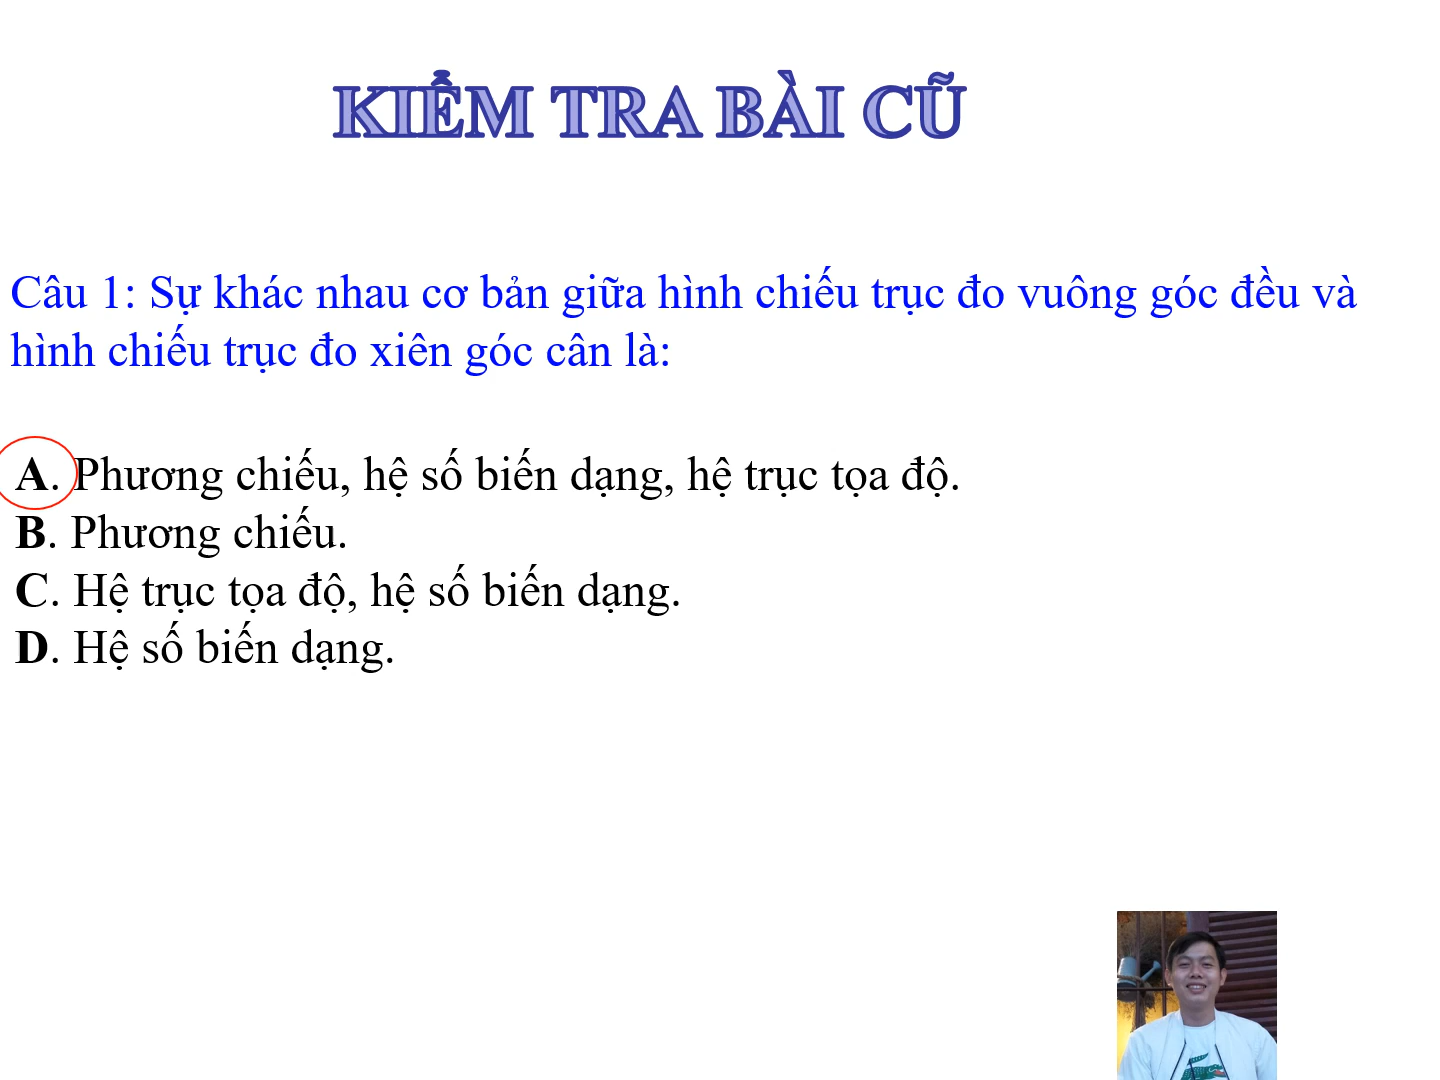 KIỂM TRA BÀI CŨ
Câu 1: Sự khác nhau cơ bản giữa hình chiếu trục đo vuông góc đều và
hình chiếu trục đo xiên góc cân là:
A. Phương chiếu, hệ số biến dạng, hệ trục tọa độ.
B. Phương chiếu.
C. Hệ trục tọa độ, hệ số biến dạng.
D. Hệ số biến dạng.